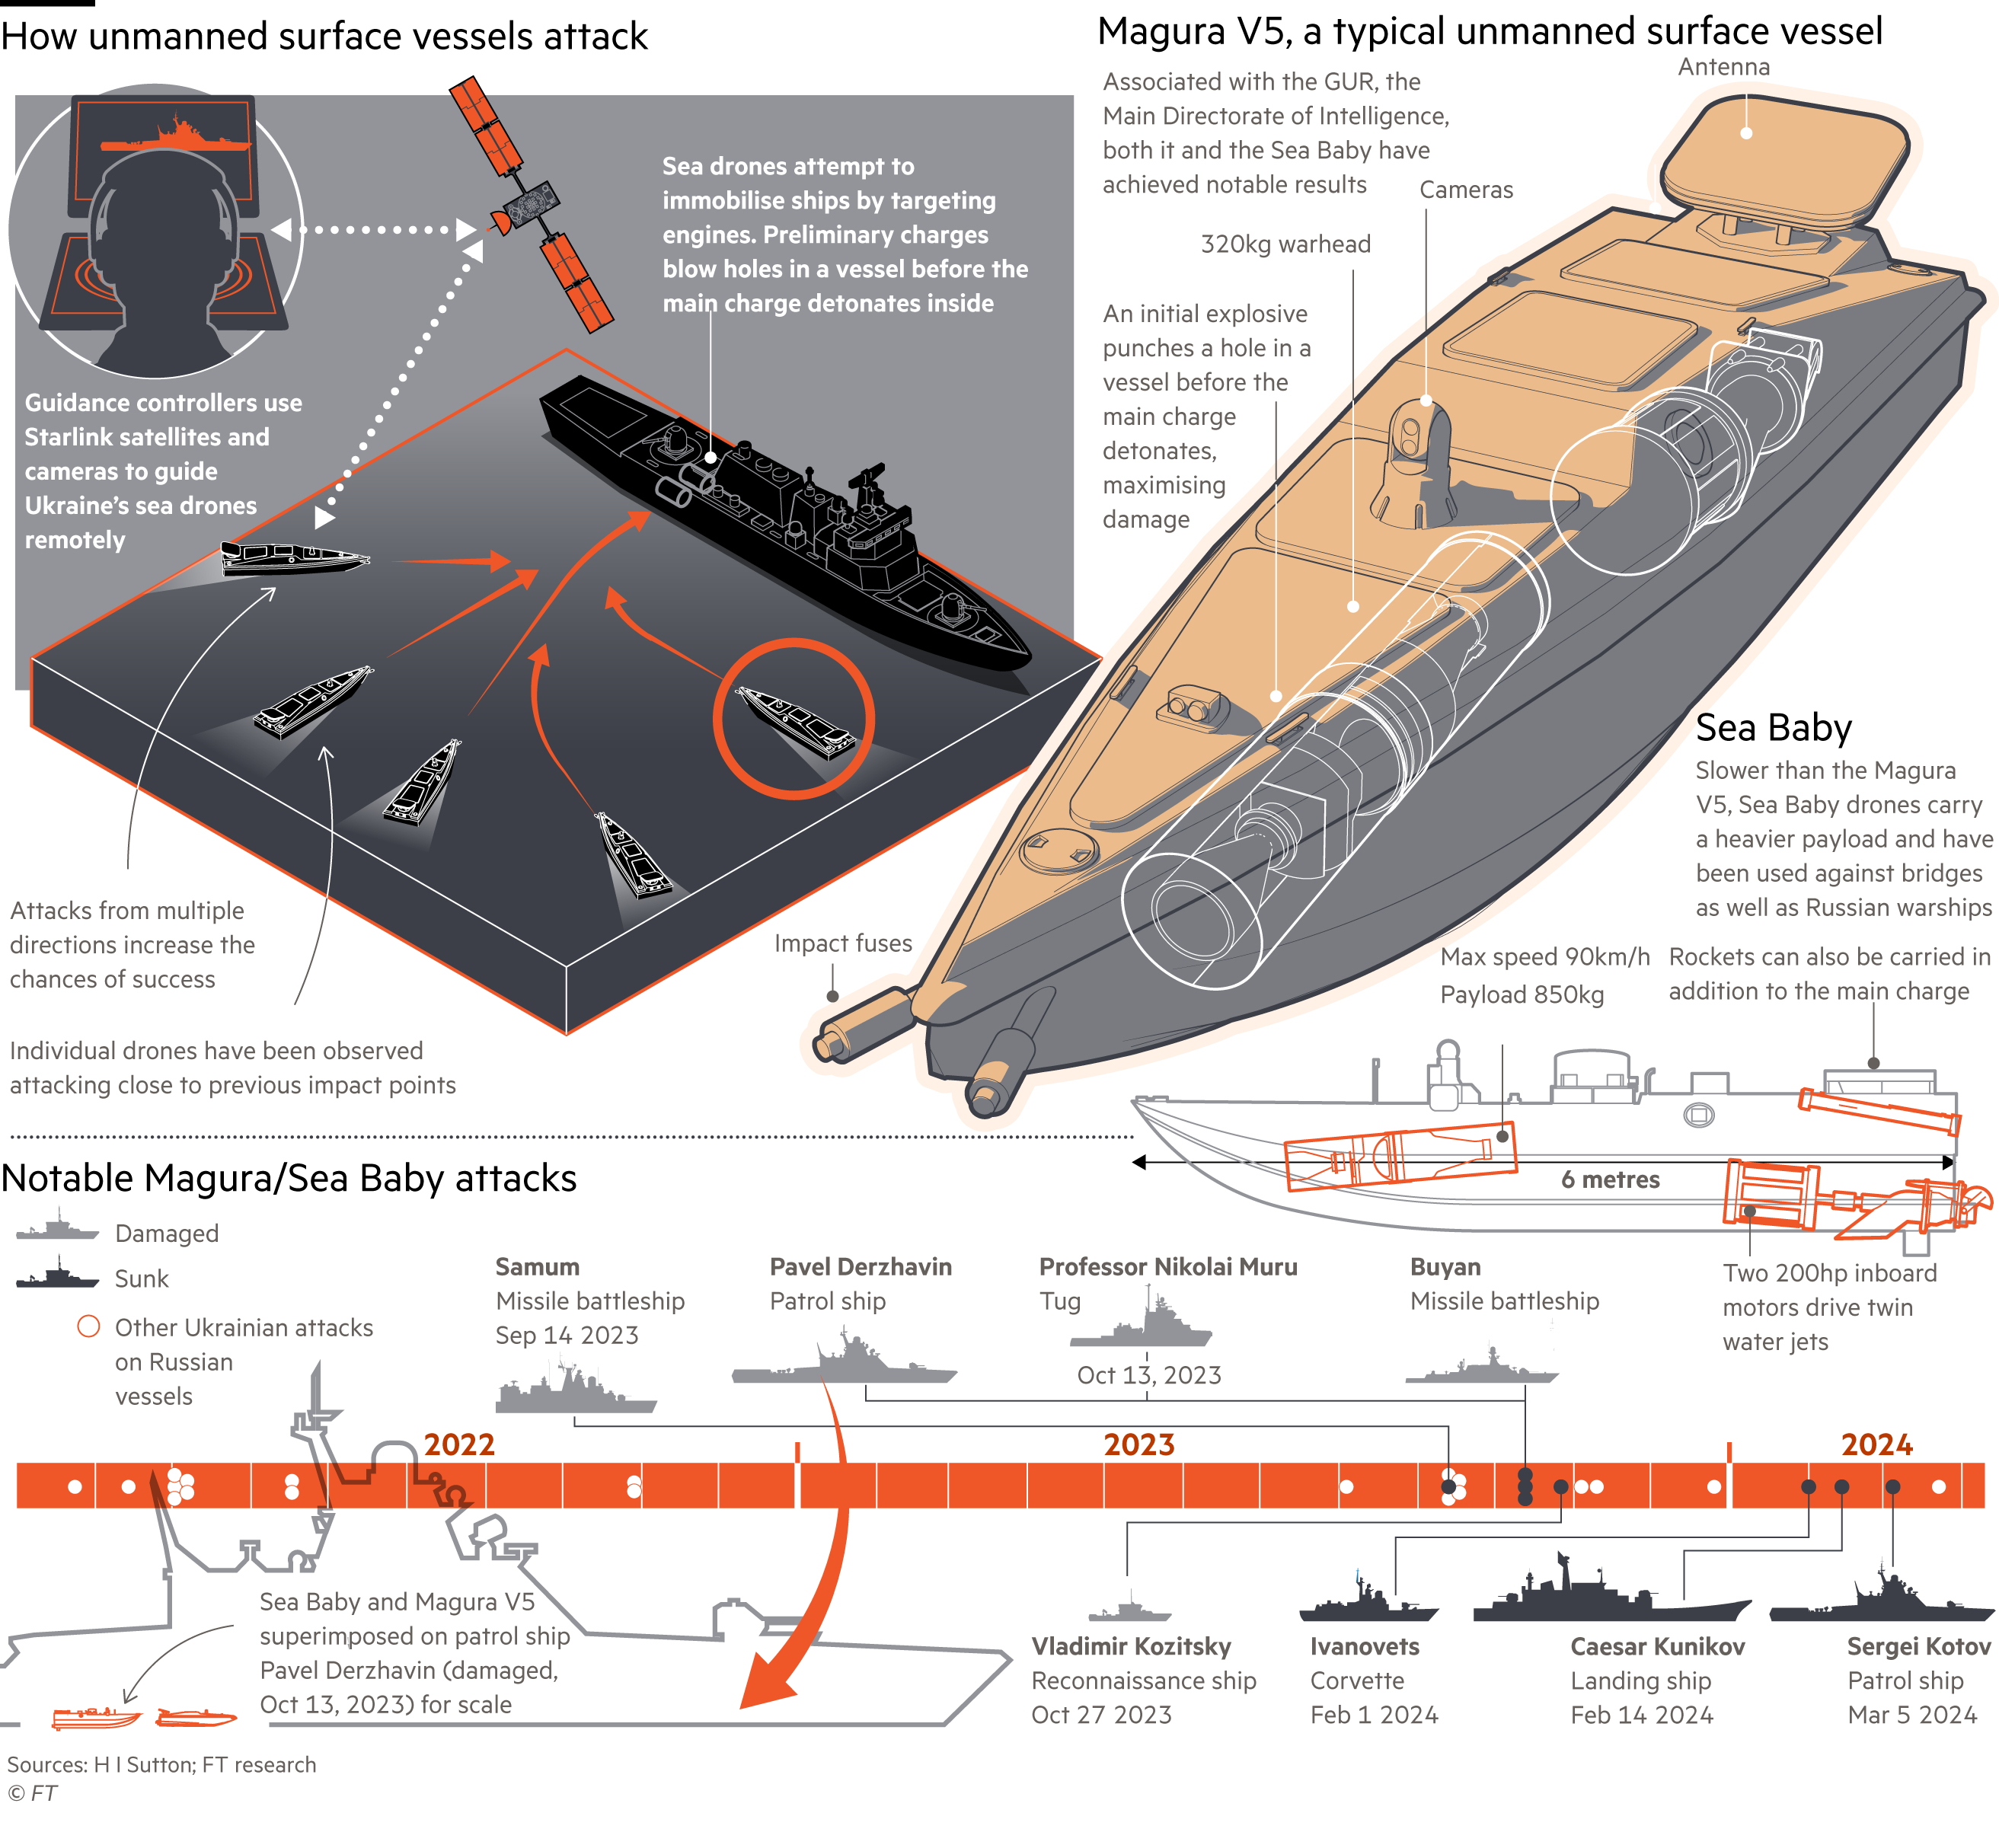 How unmanned surface vessels attack
Sea drones attempt to
immobilise ships by targeting
engines. Preliminary charges
blow holes in a vessel before the
main charge detonates inside
Guidance controllers use
Starlink satellites and
cameras to guide
Ukraine's sea drones
remotely
Attacks from multiple
directions increase the
chances of success
Individual drones have been observed
attacking close to previous impact points
Magura V5, a typical unmanned surface vessel
Associated with the GUR, the
Main Directorate of Intelligence,
both it and the Sea Baby have
achieved notable results
Antenna
Cameras
320kg warhead
An initial explosive
punches a hole in a
vessel before the
main charge
detonates,
maximising
damage
Impact fuses
Sea Baby
Slower than the Magura
V5, Sea Baby drones carry
a heavier payload and have
been used against bridges
as well as Russian warships
Max speed 90km/h
Payload 850kg
Rockets can also be carried in
addition to the main charge
6 metres
Two 200hp inboard
motors drive twin
water jets
Notable Magura/Sea Baby attacks
Damaged
Sunk
Other Ukrainian attacks
on Russian
vessels
Samum
Missile battleship
Sep 14 2023
Pavel Derzhavin
Patrol ship
Professor Nikolai Muru
Tug
Oct 13, 2023
Buyan
Missile battleship
2022
2023
2024
Sea Baby and Magura V5
superimposed on patrol ship
Pavel Derzhavin (damaged,
Oct 13, 2023) for scale
Vladimir Kozitsky
Reconnaissance ship
Oct 27 2023
Ivanovets
Corvette
Feb 1 2024
Caesar Kunikov
Landing ship
Feb 14 2024
Sergei Kotov
Patrol ship
Mar 5 2024
Sources: H I Sutton; FT research
© FT